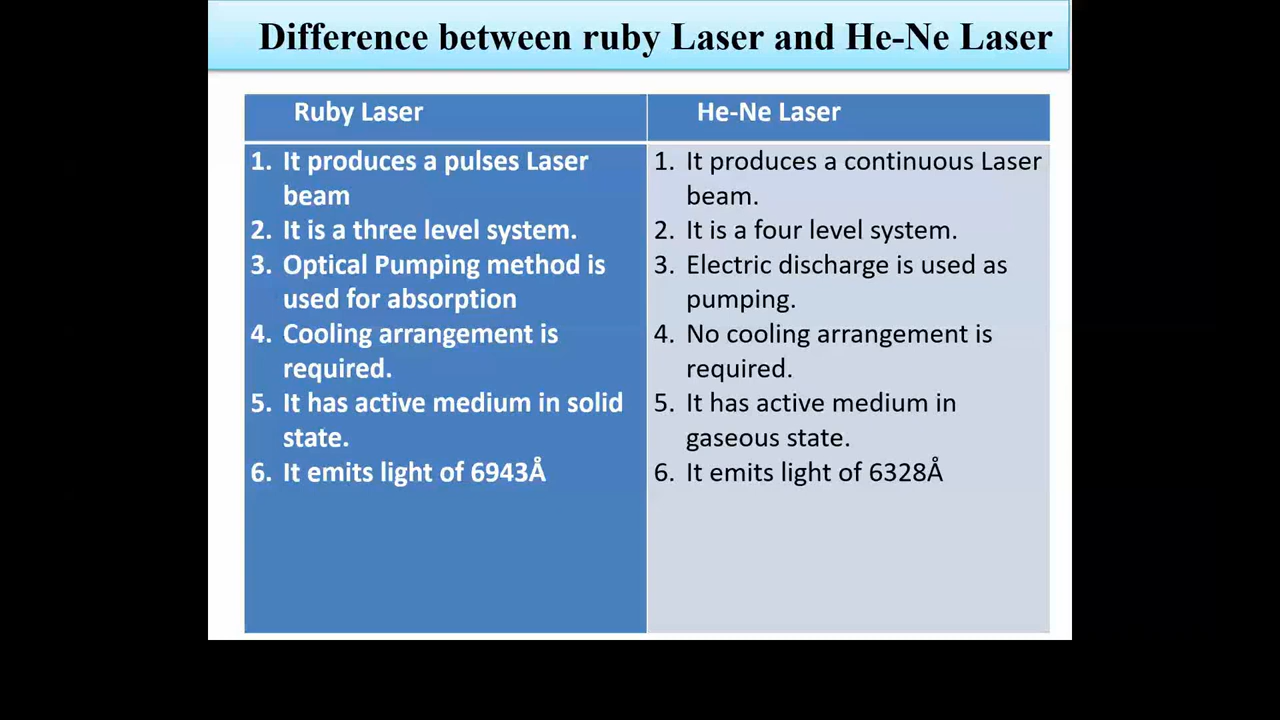 Difference between ruby Laser and He-Ne Laser
Ruby Laser
1. It produces a pulses Laser
beam
2. It is a three level system.
3. Optical Pumping method is
used for absorption
4. Cooling arrangement is
required.
5. It has active medium in solid
state.
6. It emits light of 6943Å
He-Ne Laser
1. It produces a continuous Laser
beam.
2. It is a four level system.
3. Electric discharge is used as
pumping.
4. No cooling arrangement is
required.
5. It has active medium in
gaseous state.
6. It emits light of 6328Å